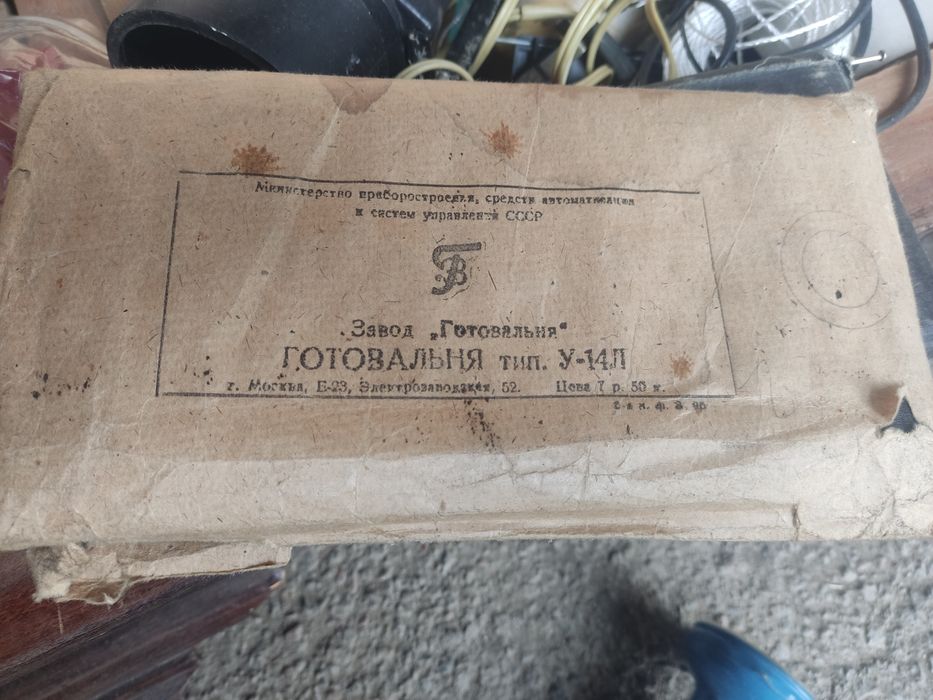 Министерство приборостроения, средств автоматизации
и систем управления СССР
ГВ
Завод „Готовальня“
ГОТОВАЛЬНЯ тип. У-14Л
г. Москва, Е-23, Электрозаводская, 52. Цена 7 р. 50 к.